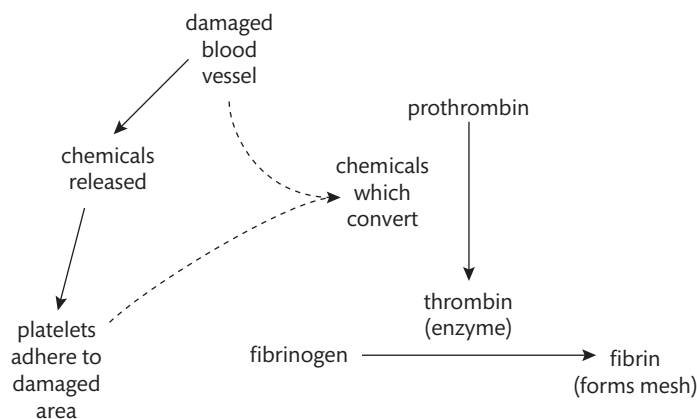 damaged
blood
vessel
prothrombin
chemicals
released
chemicals
which
convert
thrombin
(enzyme)
platelets
adhere to
damaged
area
fibrinogen
fibrin
(forms mesh)